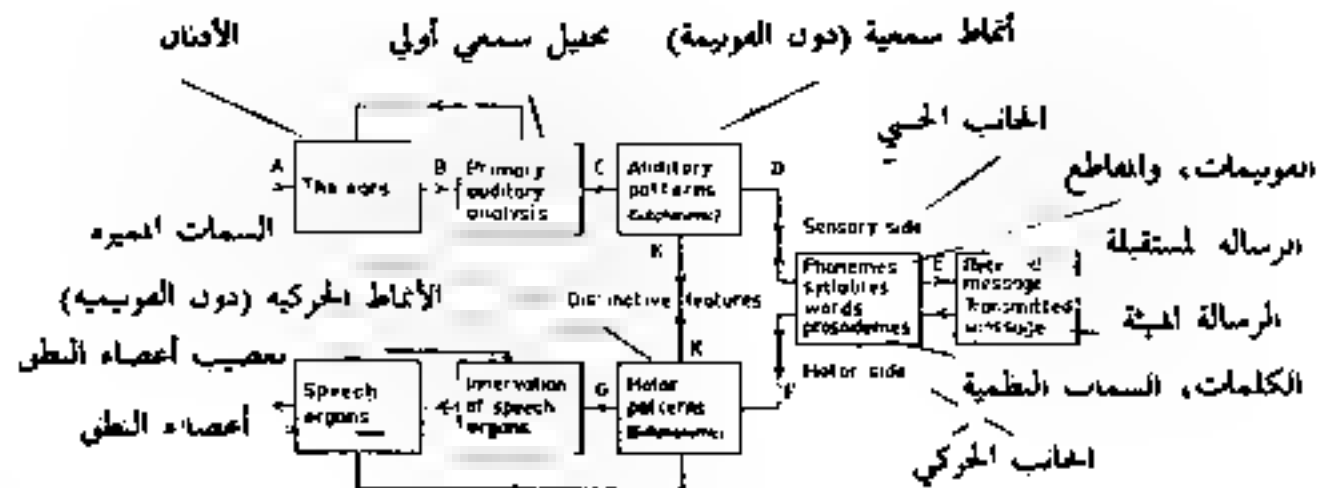 الأذنان
تحليل سمعي أولي
أنماط سمعية (دون الفونيمية)
الجانب الحسي
الفونيمات، والمقاطع
A
The ears
B
Primary
auditory
analysis
C
Auditory
patterns
D
Sensory side
السمات المميزة
الرسالة المستقبلة
K
Phonemes
syllables
words
prosodemes
E
message
Transmitted
message
الأنماط الحركية (دون الفونيمية)
Distinctive features
الرسالة المبثة
تعصيب أعضاء النطق
K
Motor side
الكلمات، السمات النظمية
Speech
organs
Innervation
of speech
organs
G
Motor
patterns
F
أعضاء النطق
الجانب الحركي